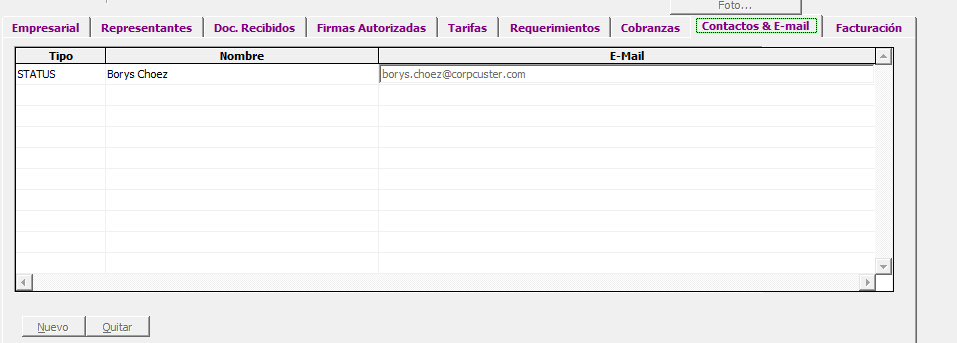 Foto...
Empresarial Representantes Doc. Recibidos Firmas Autorizadas Tarifas Requerimientos Cobranzas Contactos & E-mail Facturación
Tipo Nombre E-Mail
STATUS Borys Choez borys.choez@corpcuster.com
Nuevo Quitar